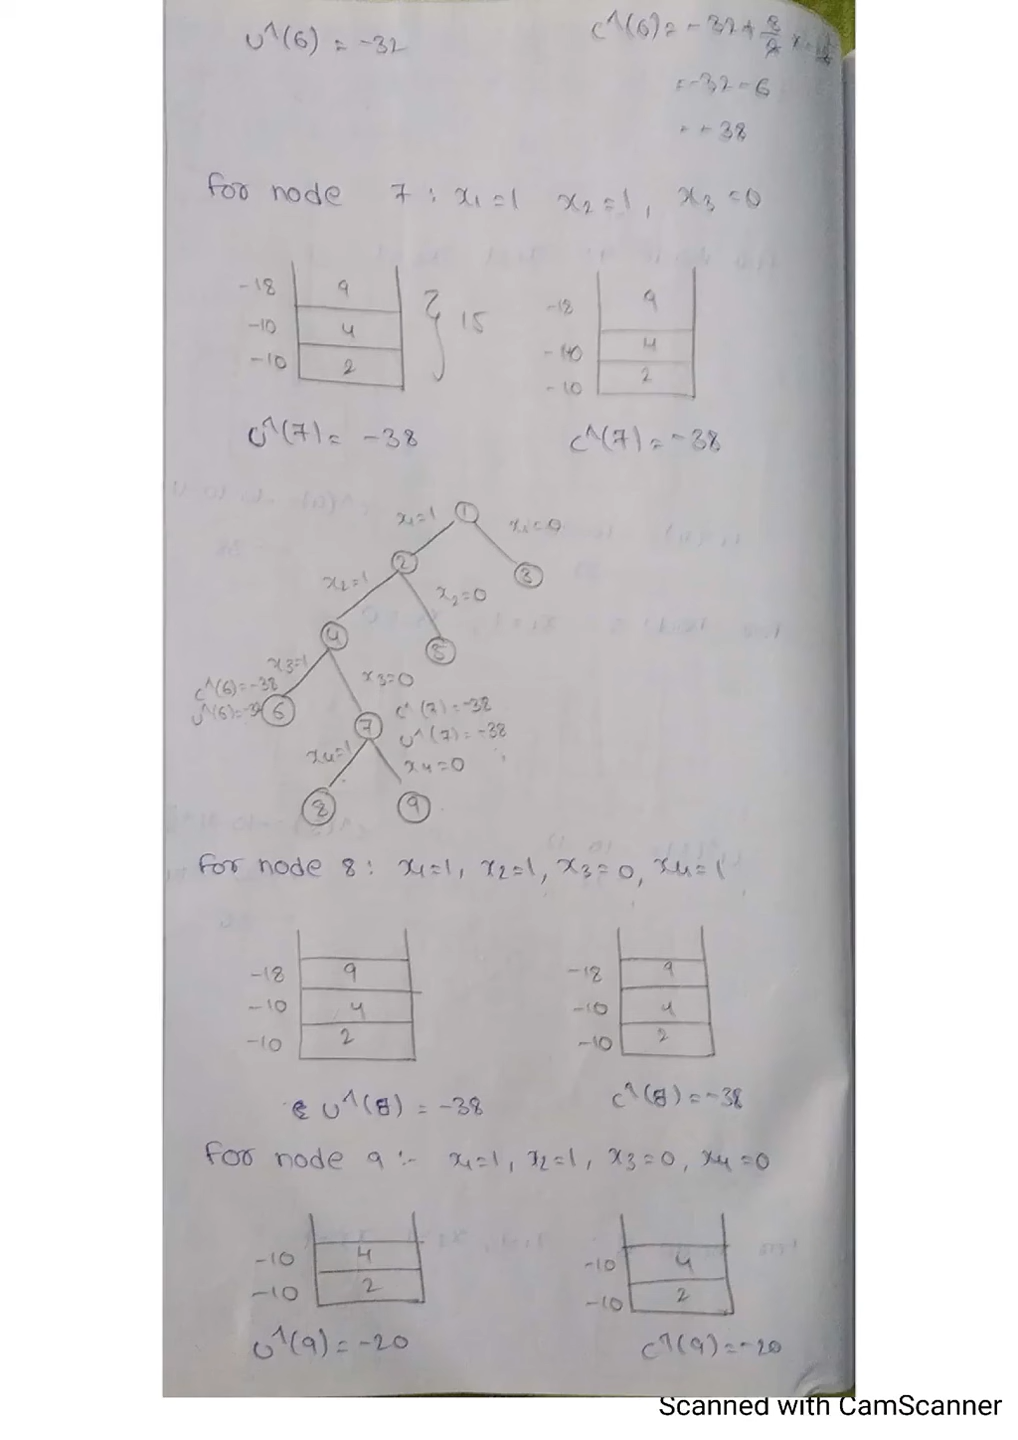 U^(6) = -32
C^(6) = -32 +
= -32 - 6
= -38
For node 7 : x1=1 x2=1, x3=0
-18 9
-10 4
-10 2
} 15
-18 9
-10 4
-10 2
U^(7) = -38
C^(7) = -38
1
x1=1
x1=0
2
3
x2=1
x2=0
4
5
x3=1
x3=0
C^(6)=-38
U^(6)=-32
6
7
C^(7)=-38
U^(7)=-38
x4=1
x4=0
8
9
For node 8 : x1=1, x2=1, x3=0, x4=1
-18 9
-10 4
-10 2
-18 9
-10 4
-10 2
U^(8) = -38
C^(8) = -38
For node 9 :- x1=1, x2=1, x3=0, x4=0
-10 4
-10 2
-10 4
-10 2
U^(9) = -20
C^(9) = -20
Scanned with CamScanner